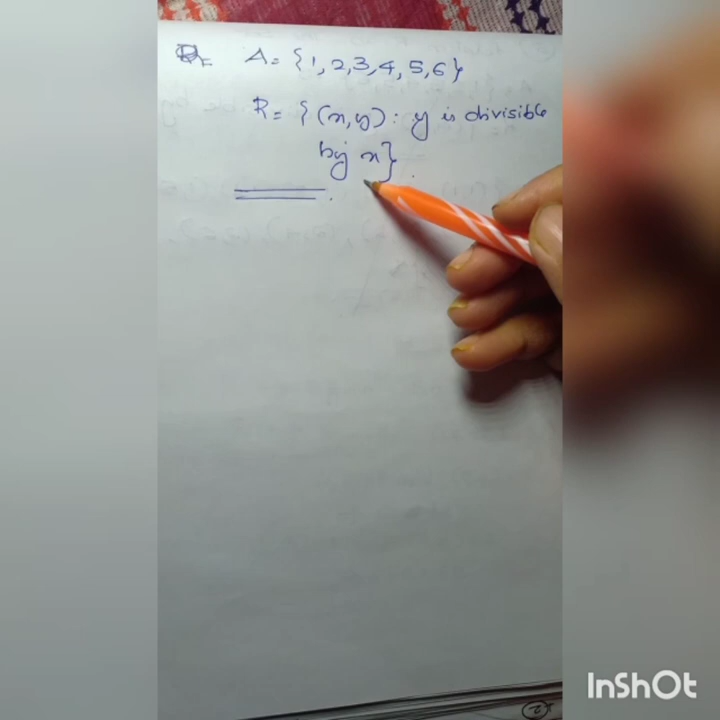 Q. A = {1, 2, 3, 4, 5, 6}
R = {(x, y) : y is divisible
by x}.
InShOt